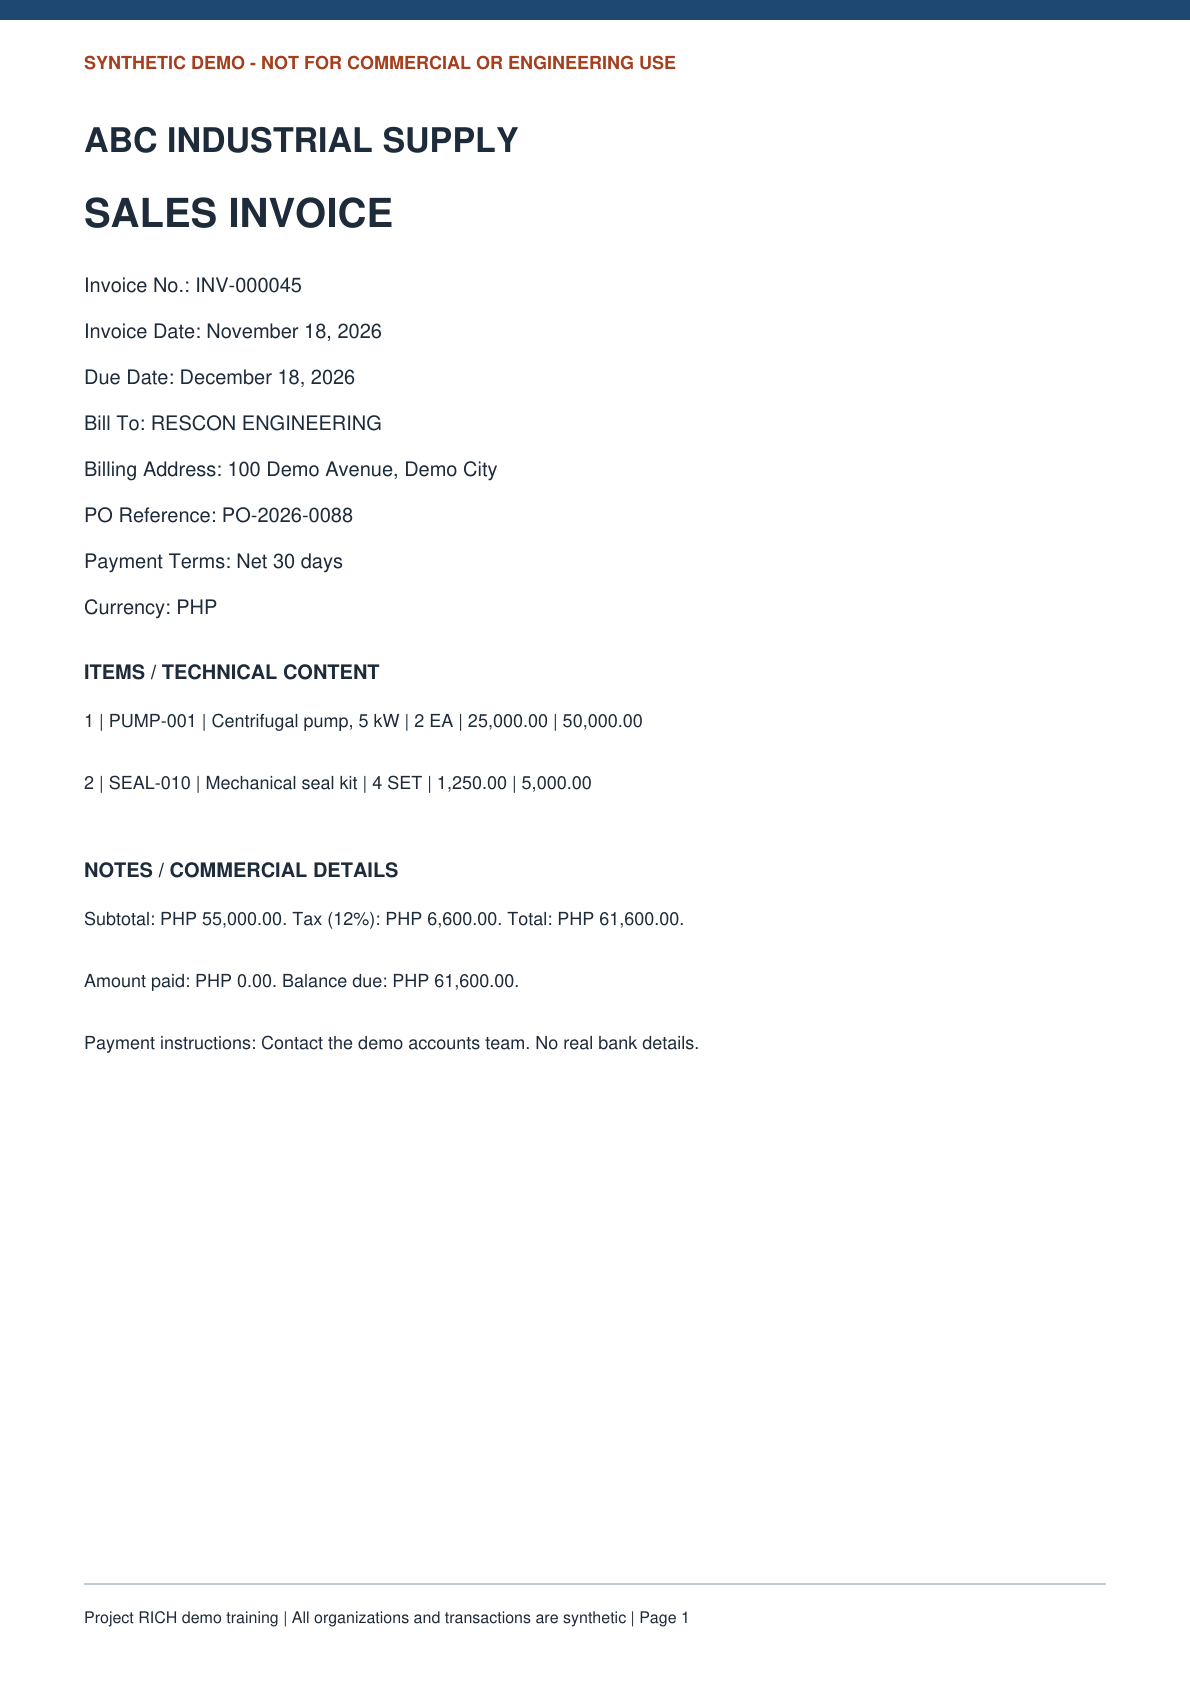 SYNTHETIC DEMO - NOT FOR COMMERCIAL OR ENGINEERING USE
ABC INDUSTRIAL SUPPLY
SALES INVOICE
Invoice No.: INV-000045
Invoice Date: November 18, 2026
Due Date: December 18, 2026
Bill To: RESCON ENGINEERING
Billing Address: 100 Demo Avenue, Demo City
PO Reference: PO-2026-0088
Payment Terms: Net 30 days
Currency: PHP
ITEMS / TECHNICAL CONTENT
1 | PUMP-001 | Centrifugal pump, 5 kW | 2 EA | 25,000.00 | 50,000.00
2 | SEAL-010 | Mechanical seal kit | 4 SET | 1,250.00 | 5,000.00
NOTES / COMMERCIAL DETAILS
Subtotal: PHP 55,000.00. Tax (12%): PHP 6,600.00. Total: PHP 61,600.00.
Amount paid: PHP 0.00. Balance due: PHP 61,600.00.
Payment instructions: Contact the demo accounts team. No real bank details.
Project RICH demo training | All organizations and transactions are synthetic | Page 1